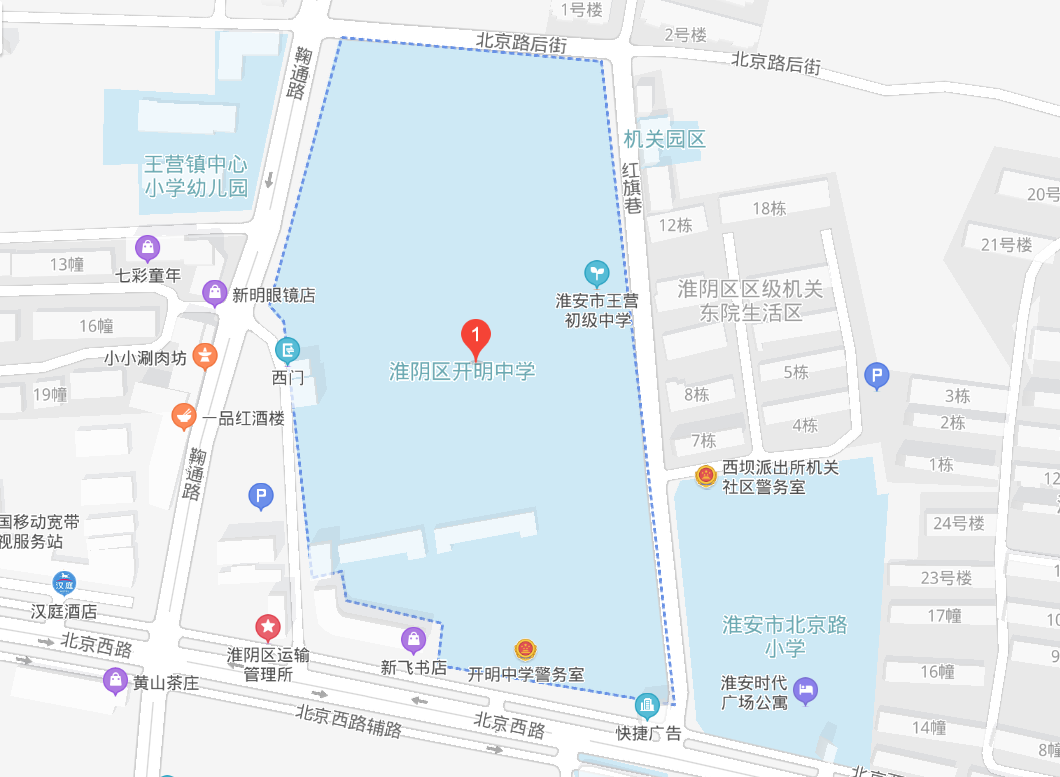 1号楼
北京路后街
2号楼
北京路后街
鞠通路
机关园区
王营镇中心
小学幼儿园
红旗巷
20号
18栋
12栋
21号楼
13幢
七彩童年
新明眼镜店
淮安市王营
初级中学
淮阴区区级机关
东院生活区
16幢
1
小小涮肉坊
西门
淮阴区开明中学
5栋
P
19幢
8栋
3栋
一品红酒楼
4栋
2栋
7栋
1栋
鞠通路
西坝派出所机关
社区警务室
P
国移动宽带
视服务站
24号楼
汉庭
汉庭酒店
23号楼
17幢
北京西路
淮阴区运输
管理所
新飞书店
开明中学警务室
淮安市北京路
小学
16幢
黄山茶庄
淮安时代
广场公寓
北京西路辅路
北京西路
快捷广告
14幢
8幢